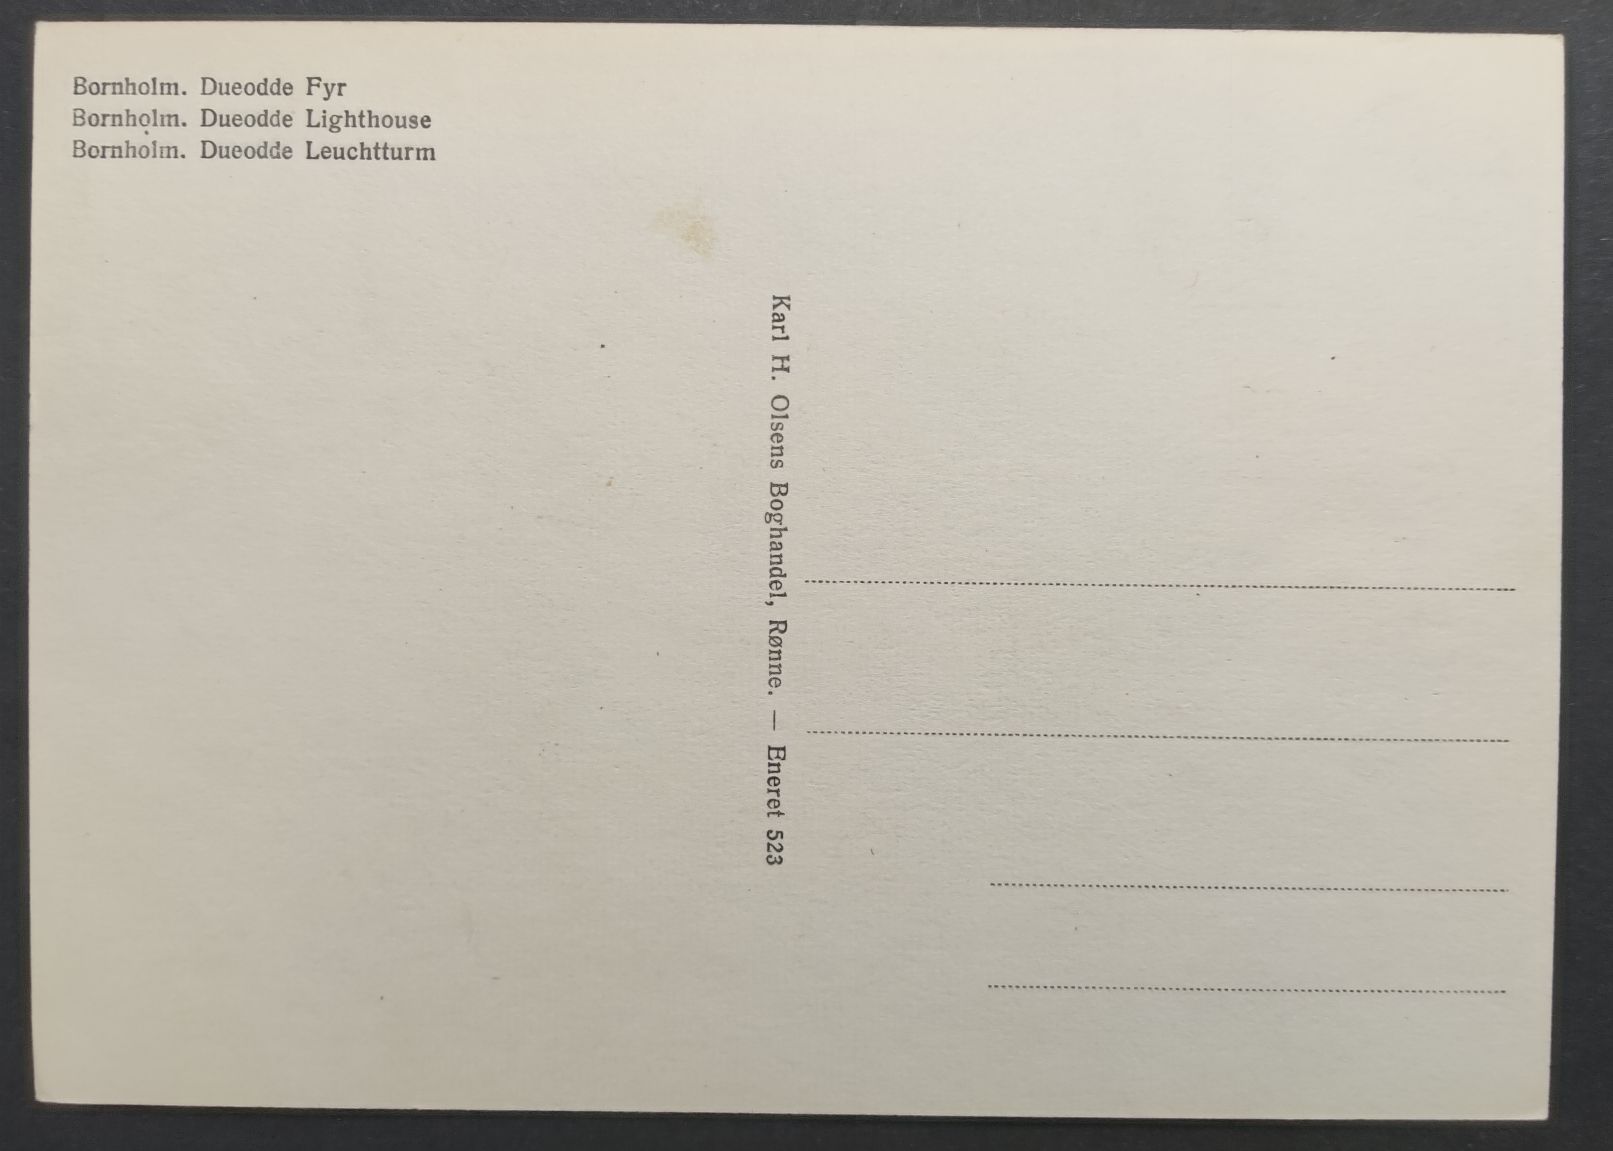 Bornholm. Dueodde Fyr
Bornholm. Dueodde Lighthouse
Bornholm. Dueodde Leuchtturm
Karl H. Olsens Boghandel, Rønne. — Eneret 523